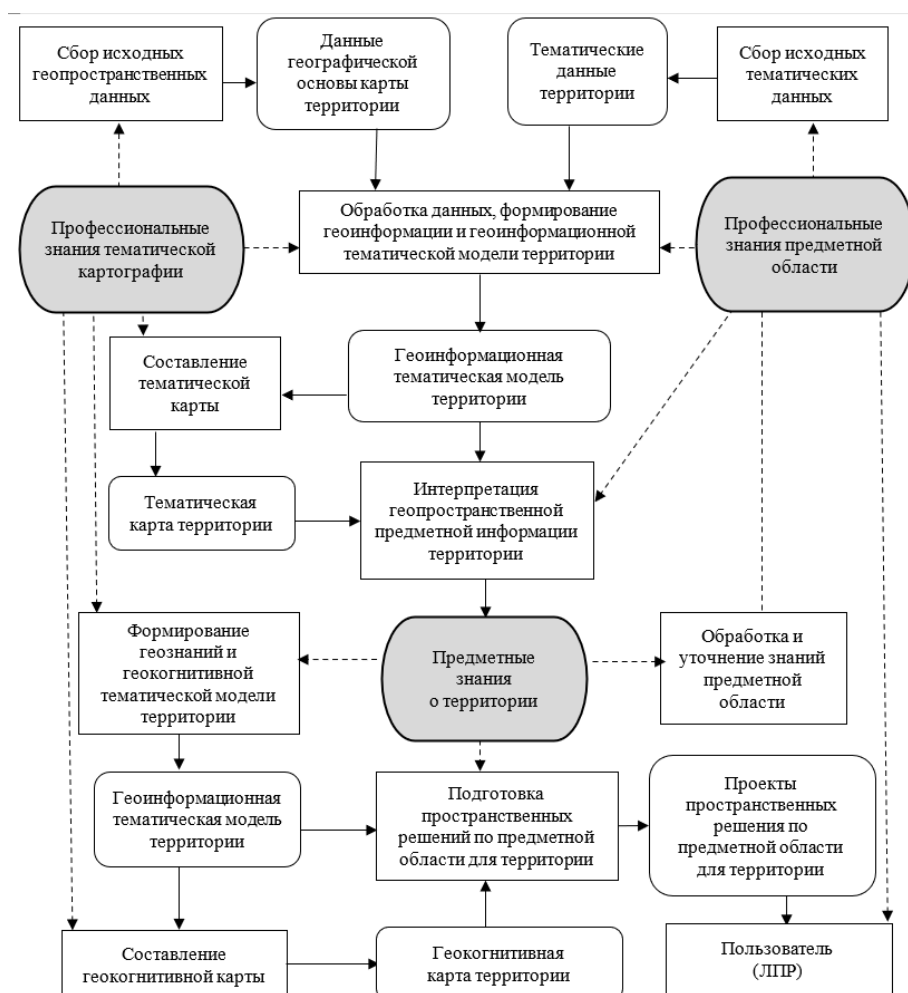 Сбор исходных
геопространственных
данных
Данные
географической
основы карты
территории
Тематические
данные
территории
Сбор исходных
тематических
данных
Профессиональные
знания тематической
картографии
Обработка данных, формирование
геоинформации и геоинформационной
тематической модели территории
Профессиональные
знания предметной
области
Составление
тематической
карты
Геоинформационная
тематическая модель
территории
Тематическая
карта территории
Интерпретация
геопространственной
предметной информации
территории
Формирование
геознаний и
геокогнитивной
тематической модели
территории
Предметные
знания
о территории
Обработка и
уточнение знаний
предметной
области
Геоинформационная
тематическая модель
территории
Подготовка
пространственных
решений по предметной
области для территории
Проекты
пространственных
решения по
предметной области
для территории
Составление
геокогнитивной карты
Геокогнитивная
карта территории
Пользователь
(ЛПР)